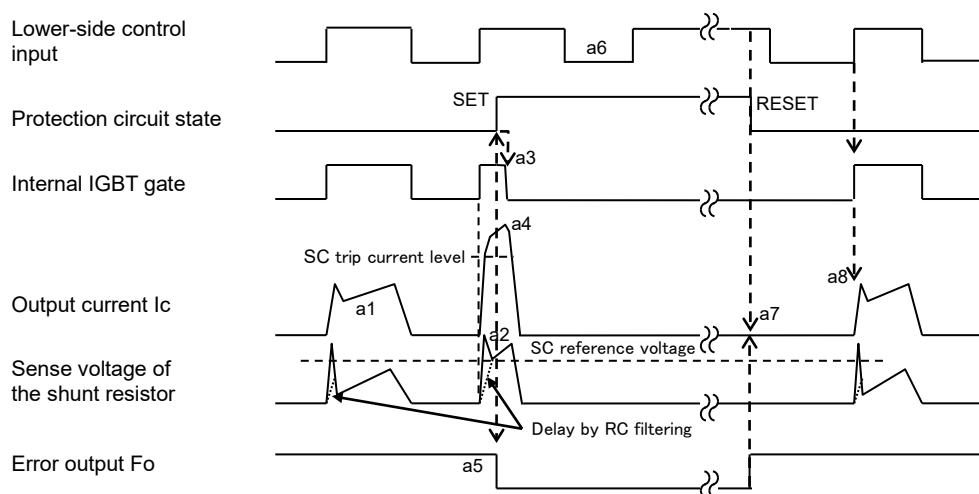 Lower-side control
input
a6
SET
RESET
Protection circuit state
a3
Internal IGBT gate
a4
SC trip current level
a8
Output current Ic
a1
a7
a2
SC reference voltage
Sense voltage of
the shunt resistor
Delay by RC filtering
Error output Fo
a5